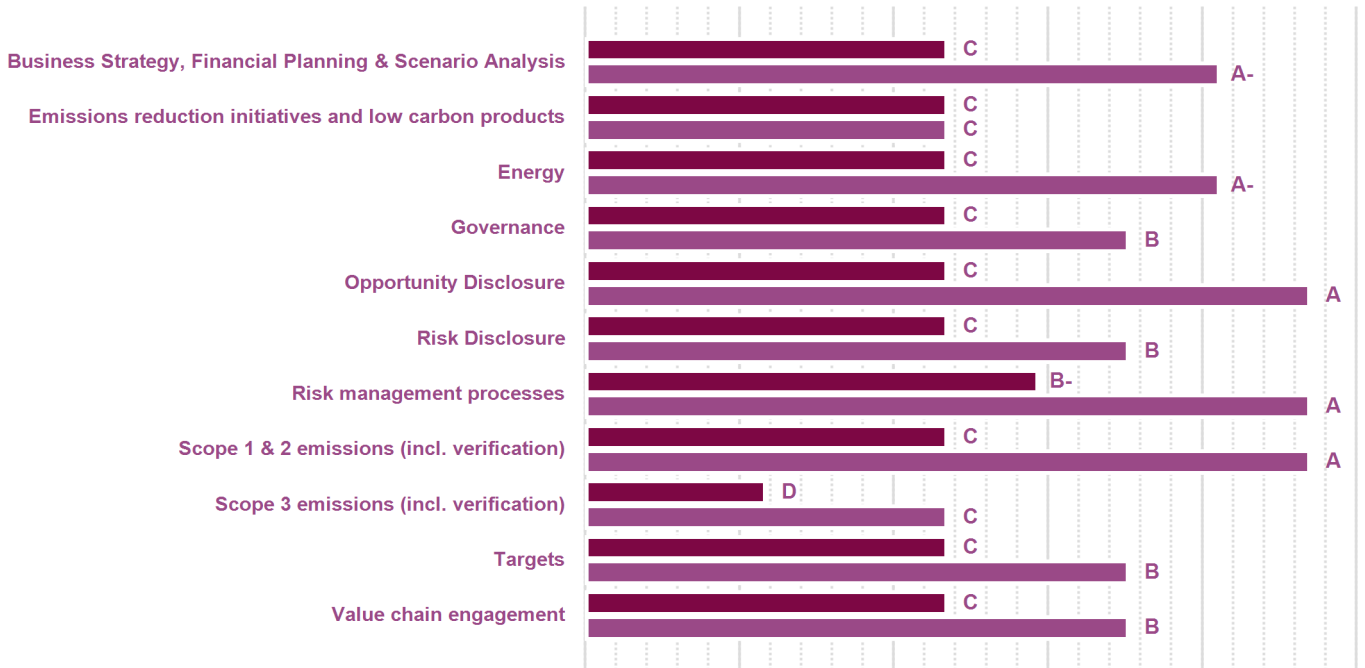 Business Strategy, Financial Planning & Scenario Analysis
C
A-
Emissions reduction initiatives and low carbon products
C
C
Energy
C
A-
Governance
C
B
Opportunity Disclosure
C
A
Risk Disclosure
C
B
Risk management processes
B-
A
Scope 1 & 2 emissions (incl. verification)
C
A
Scope 3 emissions (incl. verification)
D
C
Targets
C
B
Value chain engagement
C
B